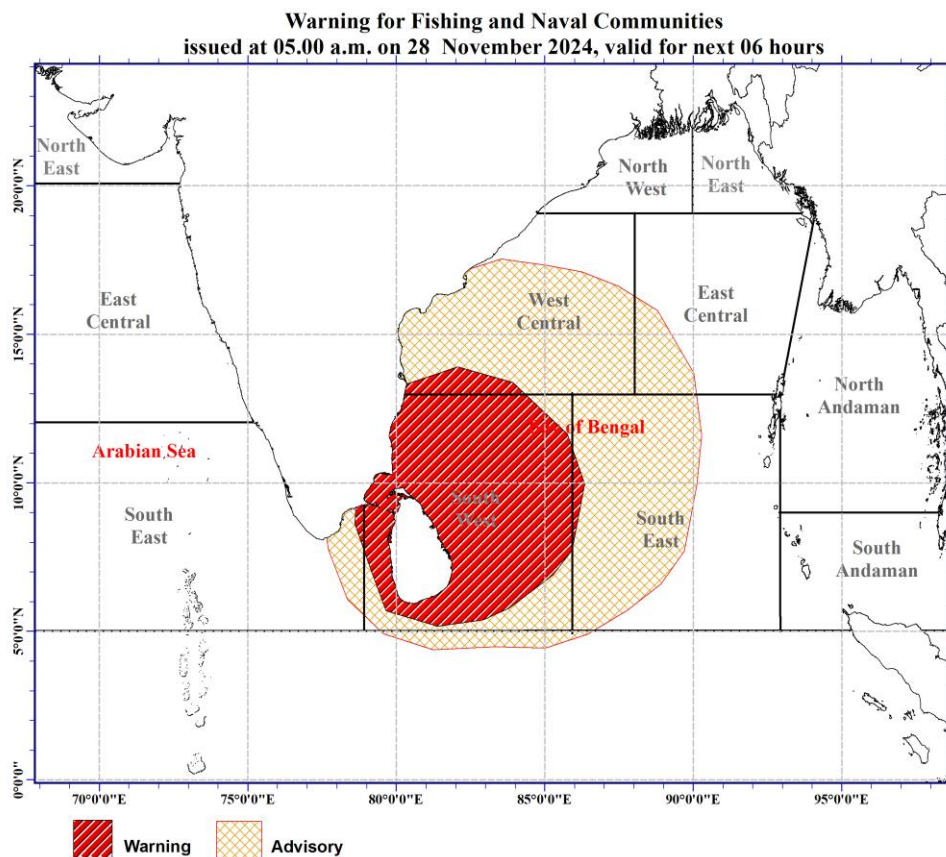 Warning for Fishing and Naval Communities
issued at 05.00 a.m. on 28 November 2024, valid for next 06 hours
North
East
North
West
North
East
East
Central
West
Central
East
Central
North
Andaman
Arabian Sea
of Bengal
South
East
South
West
South
East
South
Andaman
20°0'0"N
15°0'0"N
10°0'0"N
5°0'0"N
0°0'0"
70°0'0"E
75°0'0"E
80°0'0"E
85°0'0"E
90°0'0"E
95°0'0"E
Warning
Advisory